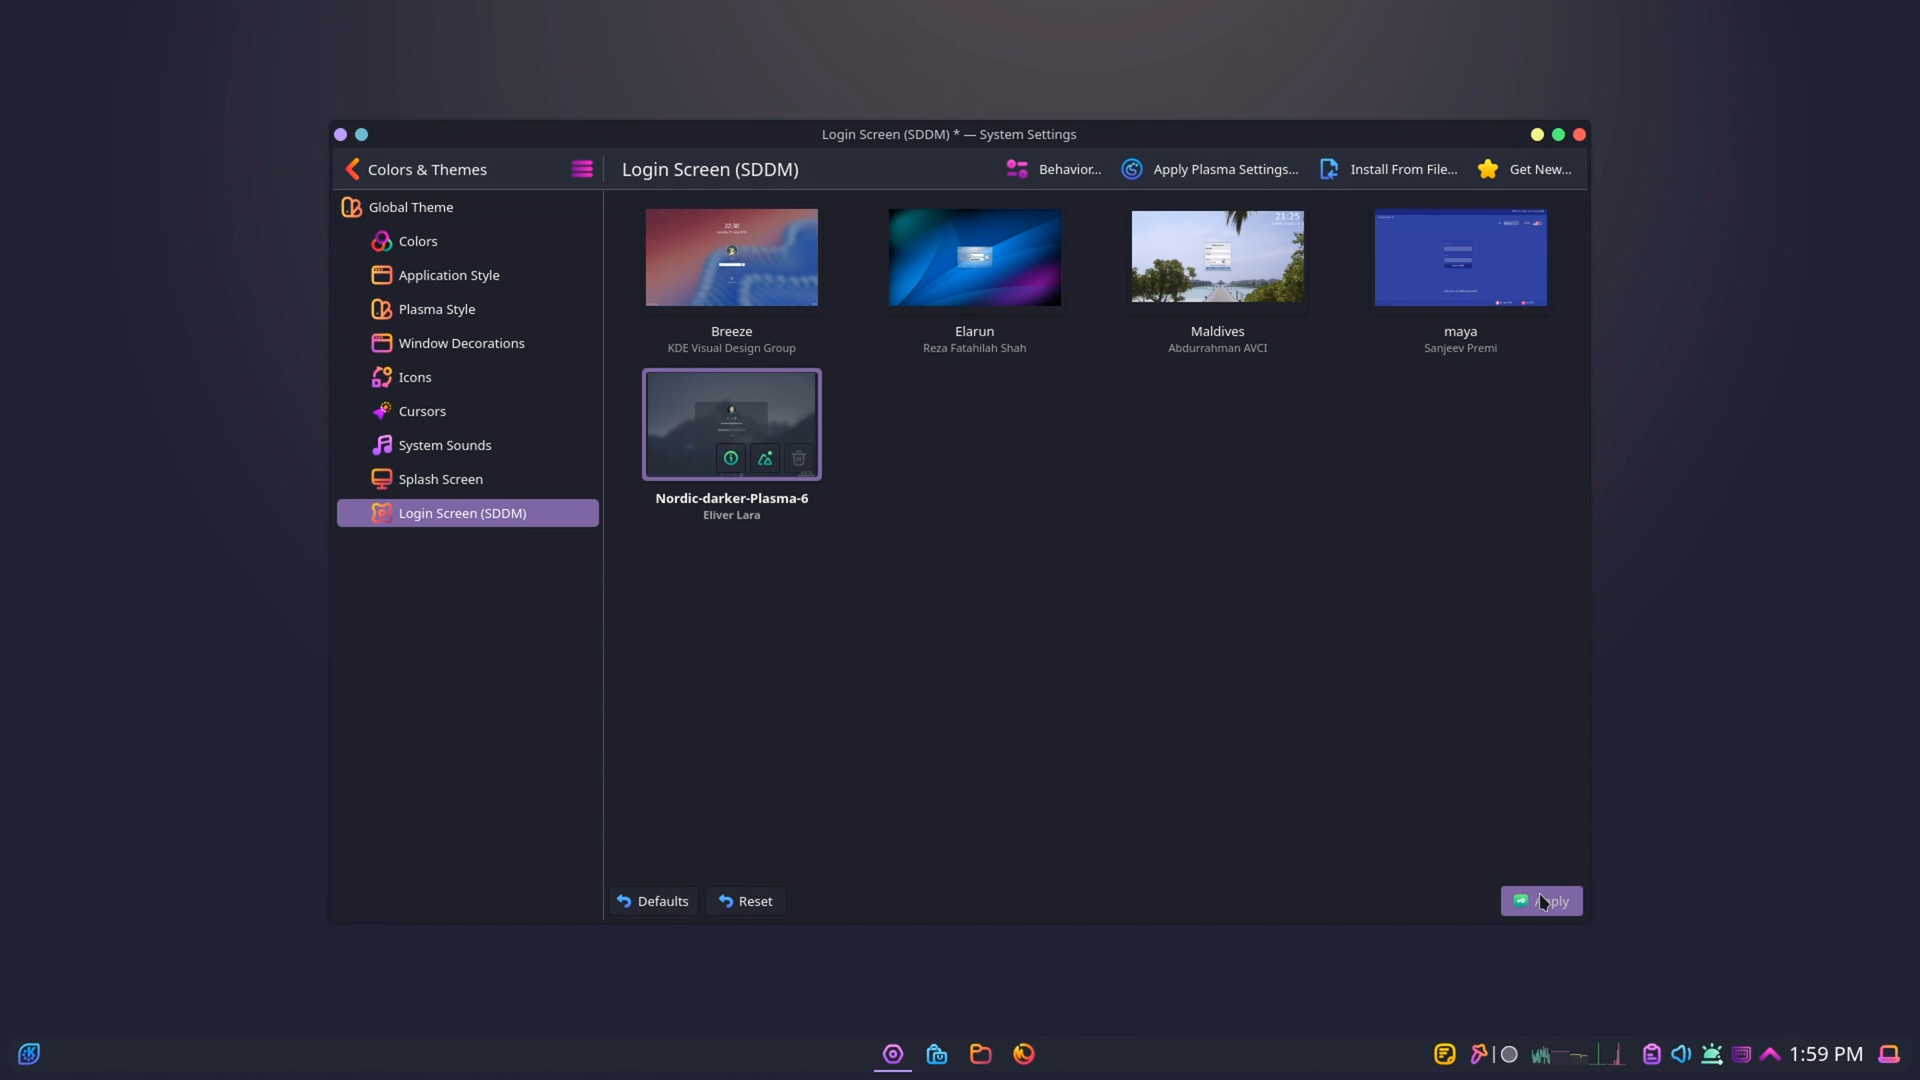 Login Screen (SDDM) * — System Settings
Colors & Themes
Login Screen (SDDM)
Behavior...
Apply Plasma Settings...
Install From File...
Get New...
Global Theme
Colors
Application Style
Plasma Style
Window Decorations
Icons
Cursors
System Sounds
Splash Screen
Login Screen (SDDM)
21:25
Breeze
KDE Visual Design Group
Elarun
Reza Fatahilah Shah
Maldives
Abdurrahman AVCI
maya
Sanjeev Premi
Nordic-darker-Plasma-6
Eliver Lara
Defaults
Reset
Apply
1:59 PM